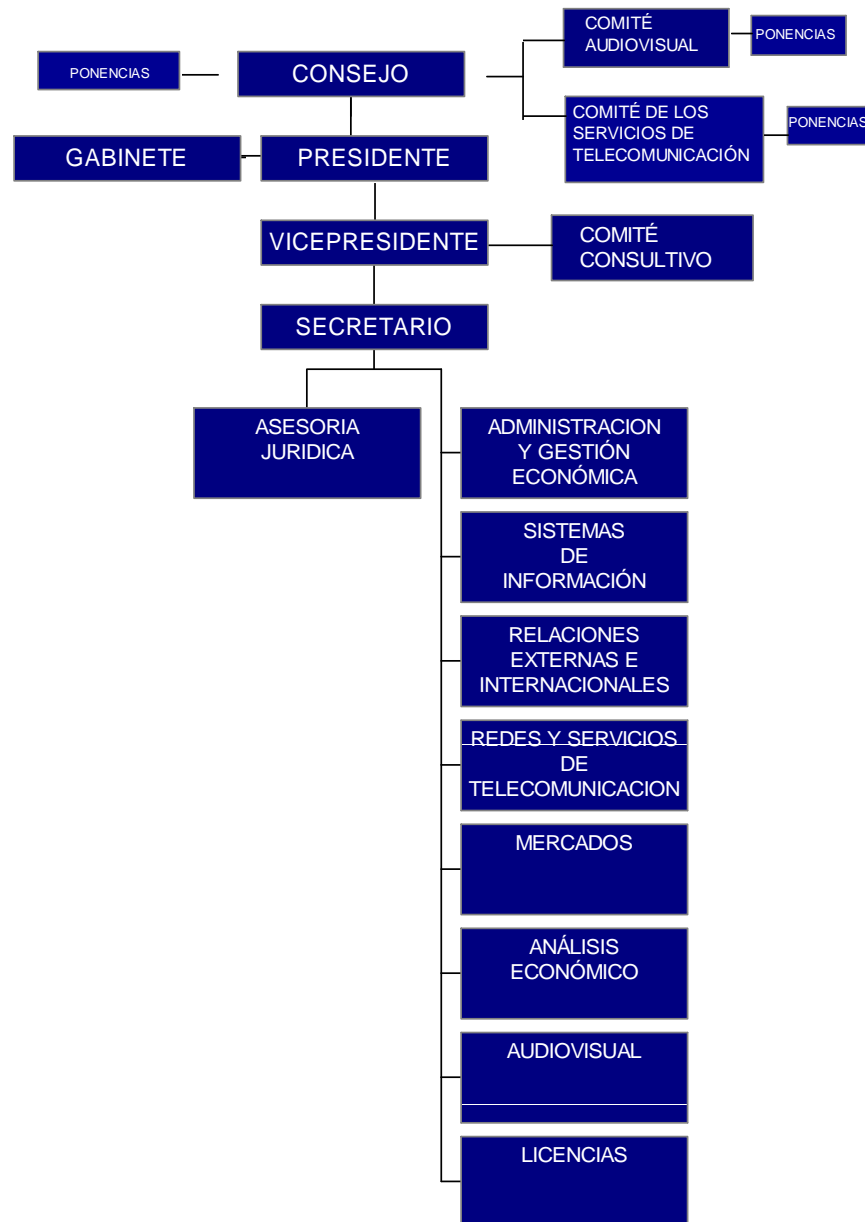 COMITÉ
AUDIOVISUAL
PONENCIAS
PONENCIAS
CONSEJO
COMITÉ DE LOS
SERVICIOS DE
TELECOMUNICACIÓN
PONENCIAS
GABINETE
PRESIDENTE
VICEPRESIDENTE
COMITÉ
CONSULTIVO
SECRETARIO
ASESORIA
JURIDICA
ADMINISTRACION
Y GESTIÓN
ECONÓMICA
SISTEMAS
DE
INFORMACIÓN
RELACIONES
EXTERNAS E
INTERNACIONALES
REDES Y SERVICIOS
DE
TELECOMUNICACION
MERCADOS
ANÁLISIS
ECONÓMICO
AUDIOVISUAL
LICENCIAS